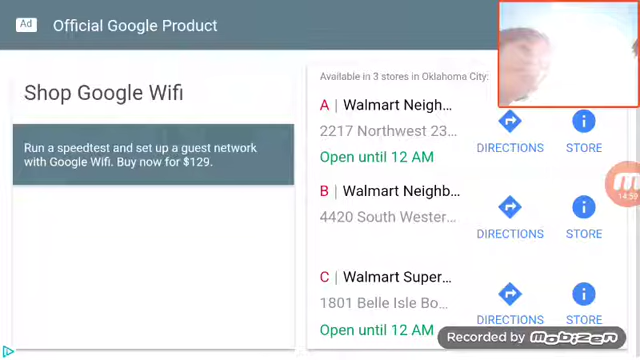 Ad
Official Google Product
Shop Google Wifi
Run a speedtest and set up a guest network
with Google Wifi. Buy now for $129.
Available in 3 stores in Oklahoma City:
A | Walmart Neigh...
2217 Northwest 23...
Open until 12 AM
DIRECTIONS
STORE
B | Walmart Neighb...
4420 South Wester...
DIRECTIONS
STORE
C | Walmart Super...
1801 Belle Isle Bo...
Open until 12 AM
DIRECTIONS
STORE
14:59
Recorded by mobizen